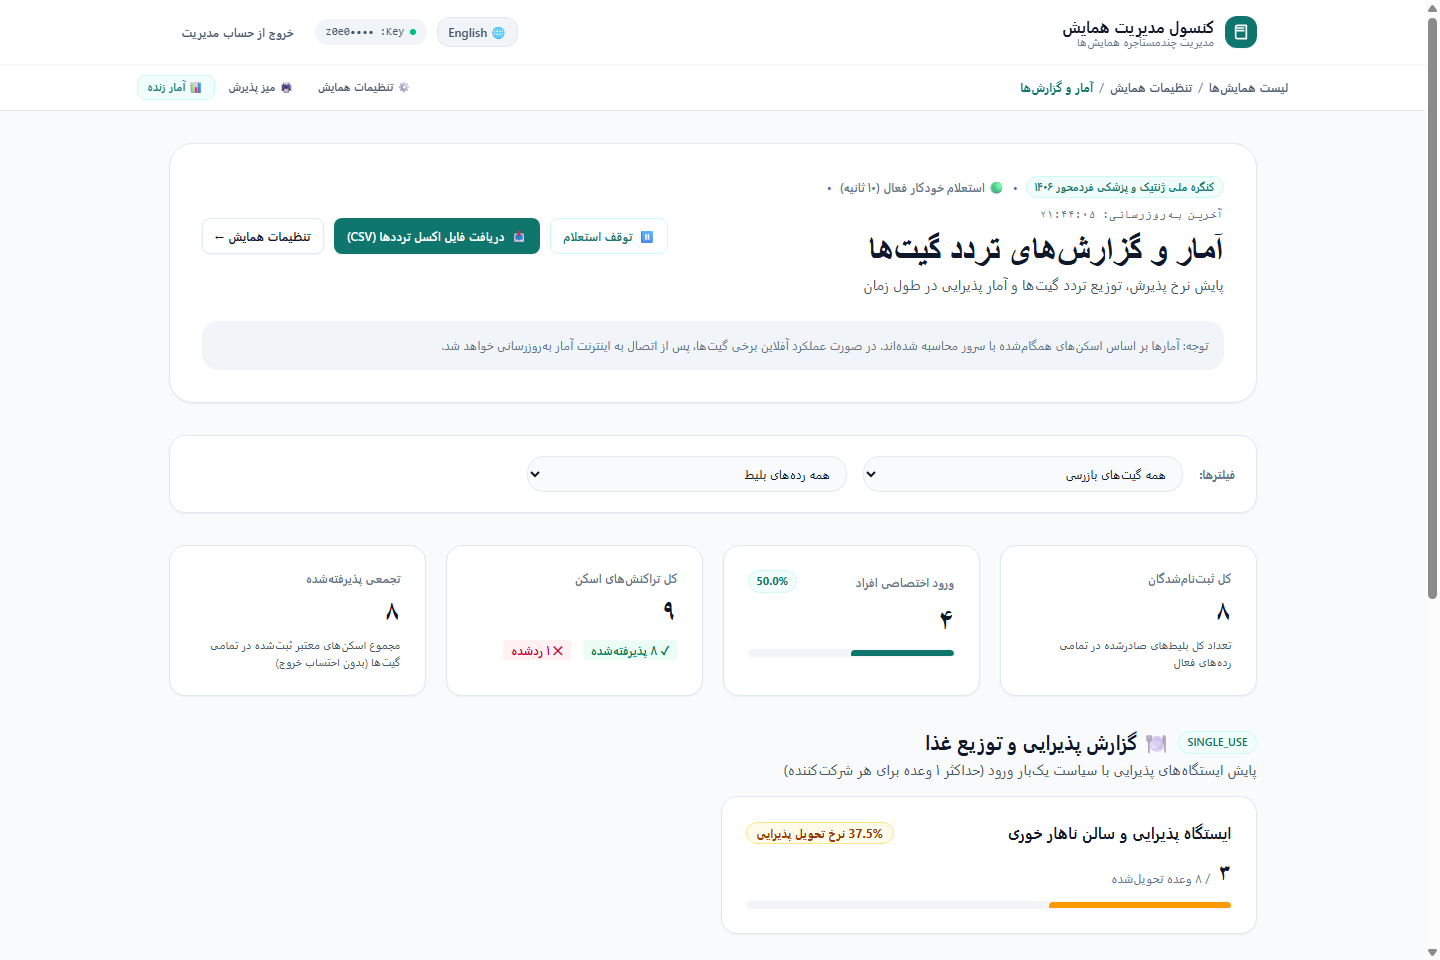 کنسول مدیریت همایش
مدیریت چندمستأجره همایش‌ها
English
Key: z0e0••••
خروج از حساب مدیریت
لیست همایش‌ها / تنظیمات همایش / آمار و گزارش‌ها
تنظیمات همایش
میز پذیرش
آمار زنده
کنگره ملی ژنتیک و پزشکی فردمحور ۱۴۰۶ • استعلام خودکار فعال (۱۰ ثانیه) •
آخرین به‌روزرسانی: ۲۱:۴۴:۰۵
آمار و گزارش‌های تردد گیت‌ها
پایش نرخ پذیرش، توزیع تردد گیت‌ها و آمار پذیرایی در طول زمان
توقف استعلام
دریافت فایل اکسل ترددها (CSV)
تنظیمات همایش ←
توجه: آمارها بر اساس اسکن‌های همگام‌شده با سرور محاسبه شده‌اند. در صورت عملکرد آفلاین برخی گیت‌ها، پس از اتصال به اینترنت آمار به‌روزرسانی خواهد شد.
فیلترها:
همه گیت‌های بازرسی
همه رده‌های بلیط
کل ثبت‌نام‌شدگان
۸
تعداد کل بلیط‌های صادرشده در تمامی
رده‌های فعال
ورود اختصاصی افراد
50.0%
۴
کل تراکنش‌های اسکن
۹
✓ ۸ پذیرفته‌شده
✕ ۱ ردشده
تجمعی پذیرفته‌شده
۸
مجموع اسکن‌های معتبر ثبت‌شده در تمامی
گیت‌ها (بدون احتساب خروج)
SINGLE_USE
گزارش پذیرایی و توزیع غذا
پایش ایستگاه‌های پذیرایی با سیاست یک‌بار ورود (حداکثر ۱ وعده برای هر شرکت‌کننده)
ایستگاه پذیرایی و سالن ناهار خوری
37.5% نرخ تحویل پذیرایی
۳ / ۸ وعده تحویل‌شده